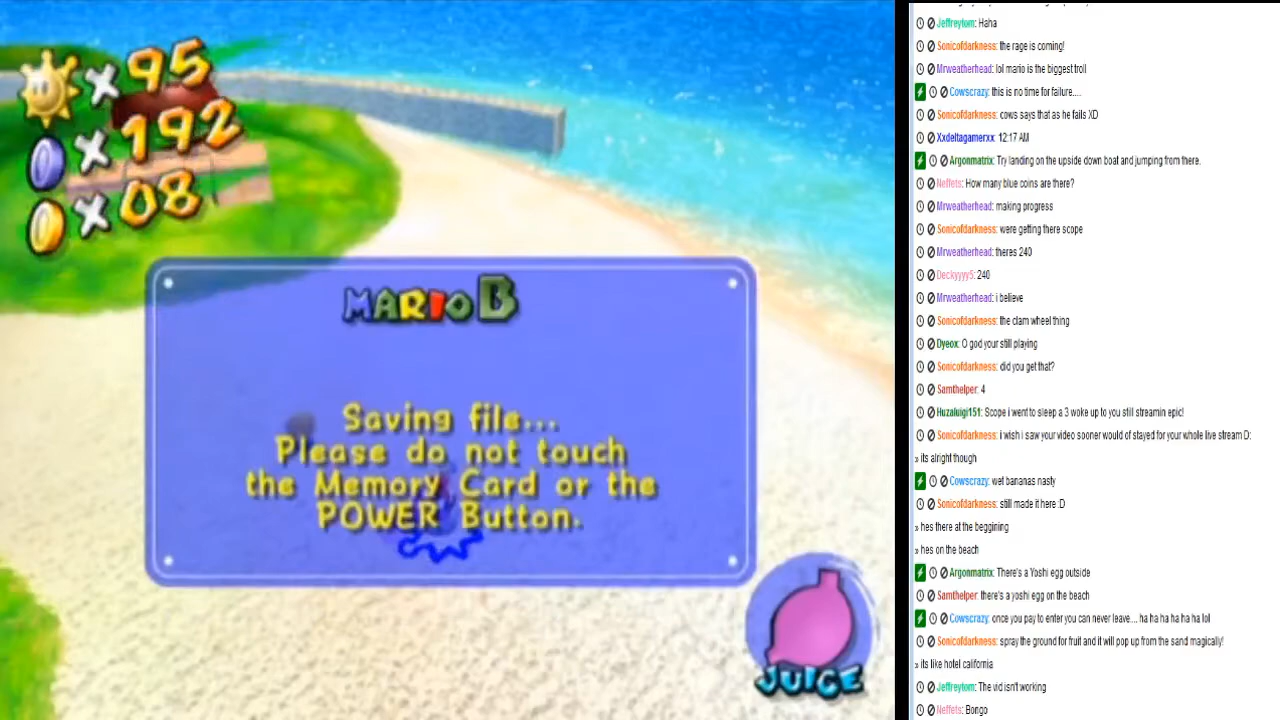 x 95
x 192
x 08
MARIO B
Saving file...
Please do not touch
the Memory Card or the
POWER Button.
JUICE
Jeffreytom: Haha
Sonicofdarkness: the rage is coming!
Mrweatherhead: lol mario is the biggest troll
Cowscrazy: this is no time for failure....
Sonicofdarkness: cows says that as he fails XD
Xxdeltagamerxx: 12:17 AM
Argonmatrix: Try landing on the upside down boat and jumping from there.
Neffets: How many blue coins are there?
Mrweatherhead: making progress
Sonicofdarkness: were getting there scope
Mrweatherhead: theres 240
Deckyyyy5: 240
Mrweatherhead: i believe
Sonicofdarkness: the clam wheel thing
Dyeox: O god your still playing
Sonicofdarkness: did you get that?
Samthelper: 4
Huzaluigi151: Scope i went to sleep a 3 woke up to you still streamin epic!
Sonicofdarkness: i wish i saw your video sooner would of stayed for your whole live stream D:
» its alright though
Cowscrazy: wet bananas nasty
Sonicofdarkness: still made it here :D
» hes there at the beggining
» hes on the beach
Argonmatrix: There's a Yoshi egg outside
Samthelper: there's a yoshi egg on the beach
Cowscrazy: once you pay to enter you can never leave.... ha ha ha ha ha ha lol
Sonicofdarkness: spray the ground for fruit and it will pop up from the sand magically!
» its like hotel california
Jeffreytom: The vid isn't working
Neffets: Bongo